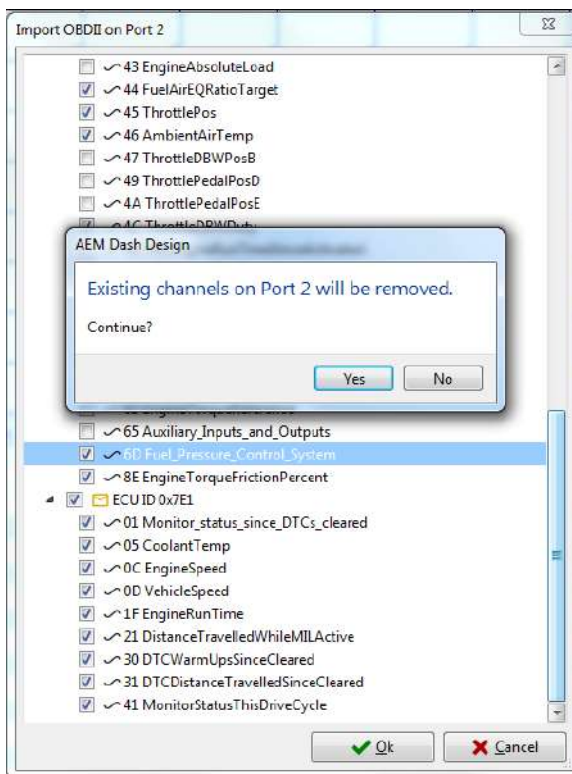 Import OBDII on Port 2
43 EngineAbsoluteLoad
44 FuelAirEQRatioTarget
45 ThrottlePos
46 AmbientAirTemp
47 ThrottleDBWPosB
49 ThrottlePedalPosD
4A ThrottlePedalPosE
4C ThrottleDBWDuty
AEM Dash Design
Existing channels on Port 2 will be removed.
Continue?
Yes No
65 Auxiliary_Inputs_and_Outputs
6D Fuel_Pressure_Control_System
8E EngineTorqueFrictionPercent
ECU ID 0x7E1
01 Monitor_status_since_DTCs_cleared
05 CoolantTemp
0C EngineSpeed
0D VehicleSpeed
1F EngineRunTime
21 DistanceTravelledWhileMILActive
30 DTCWarmUpsSinceCleared
31 DTCDistanceTravelledSinceCleared
41 MonitorStatusThisDriveCycle
Ok Cancel